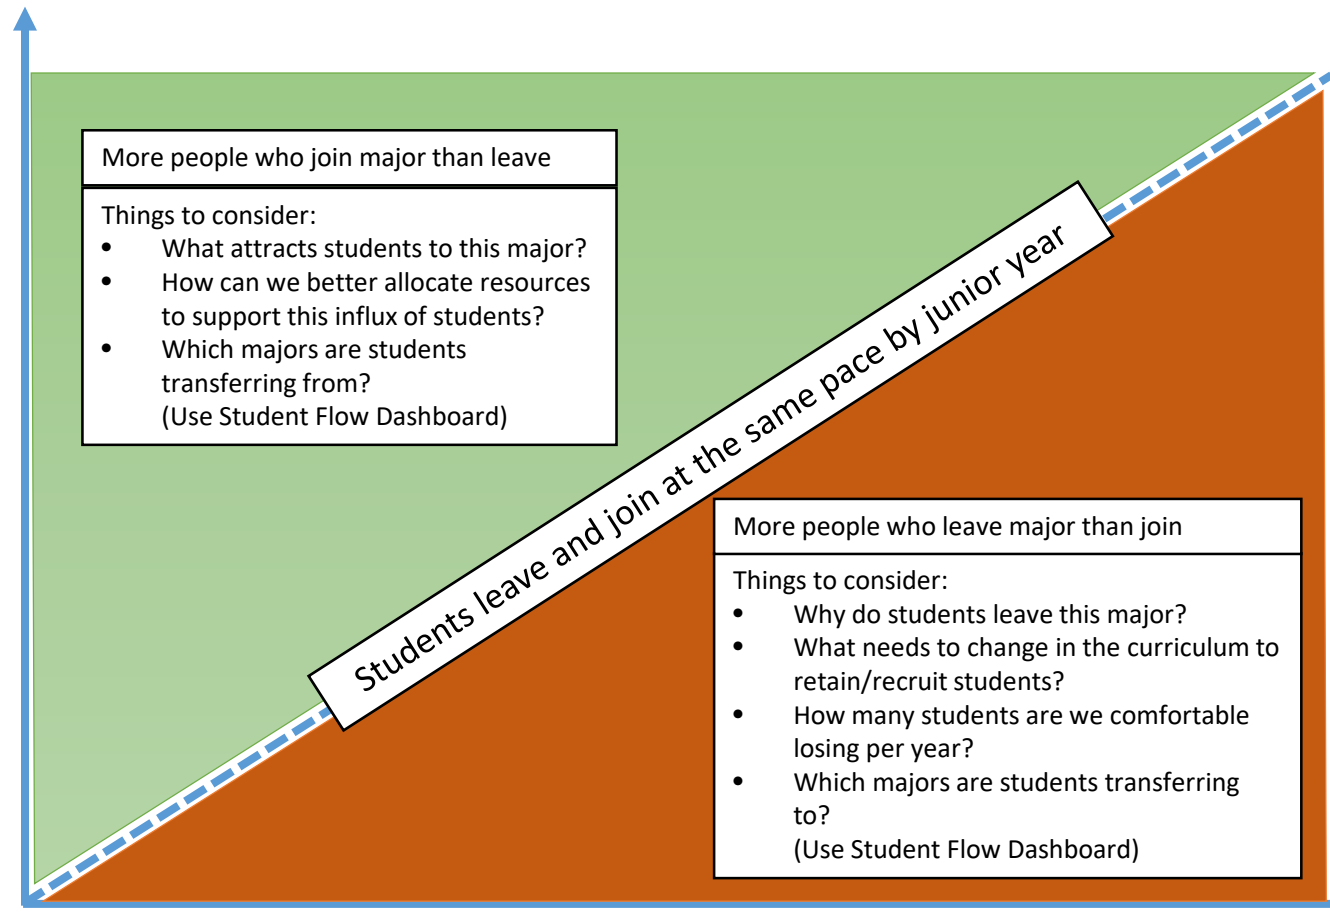 More people who join major than leave
Things to consider:
• What attracts students to this major?
• How can we better allocate resources
to support this influx of students?
• Which majors are students
transferring from?
(Use Student Flow Dashboard)
Students leave and join at the same pace by junior year
More people who leave major than join
Things to consider:
• Why do students leave this major?
• What needs to change in the curriculum to
retain/recruit students?
• How many students are we comfortable
losing per year?
• Which majors are students transferring
to?
(Use Student Flow Dashboard)